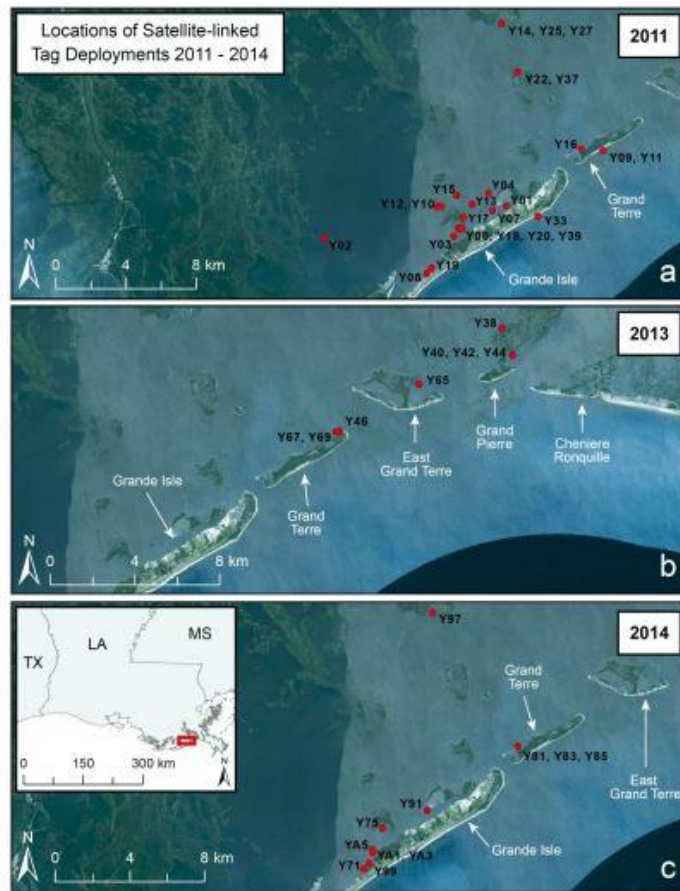 Locations of Satellite-linked
Tag Deployments 2011 - 2014
2011
Y14, Y25, Y27
Y22, Y37
Y16
Y09, Y11
Grand
Terre
Y15
Y04
Y12, Y10
Y13
Y01
Y17
Y07
Y33
Y02
Y03
Y00, Y18, Y20, Y39
Y19
Y08
Grande Isle
N
0 4 8 km
a
2013
Y38
Y40, Y42, Y44
Y65
Y46
Y67, Y69
Grand
Pierre
Cheniere
Ronquille
East
Grand Terre
Grande Isle
Grand
Terre
N
0 4 8 km
b
2014
Y97
MS
LA
TX
0 150 300 km
N
Grand
Terre
Y81, Y83, Y85
East
Grand Terre
Y91
Y75
YA5
YA1, YA3
Y71
Y99
Grande Isle
N
0 4 8 km
c